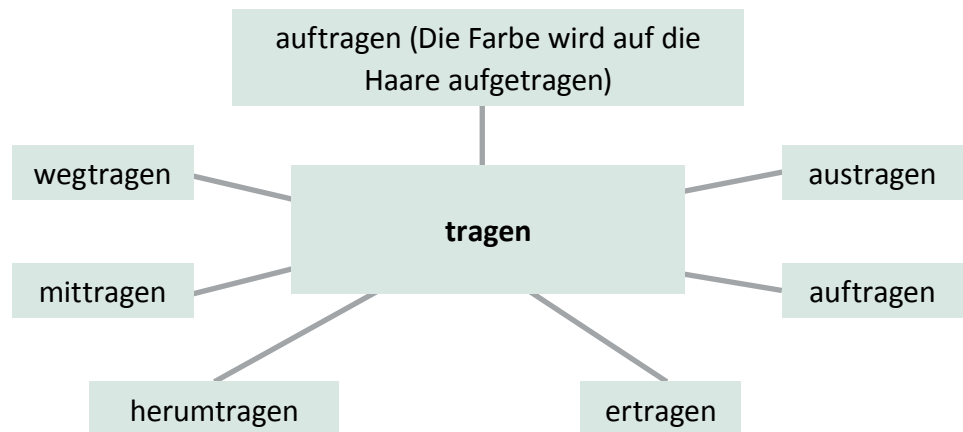 auftragen (Die Farbe wird auf die
Haare aufgetragen)
wegtragen
austragen
tragen
mittragen
auftragen
herumtragen
ertragen